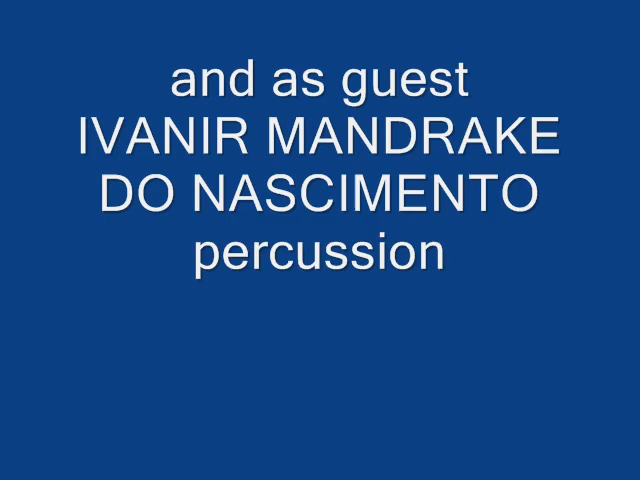 and as guest
IVANIR MANDRAKE
DO NASCIMENTO
percussion